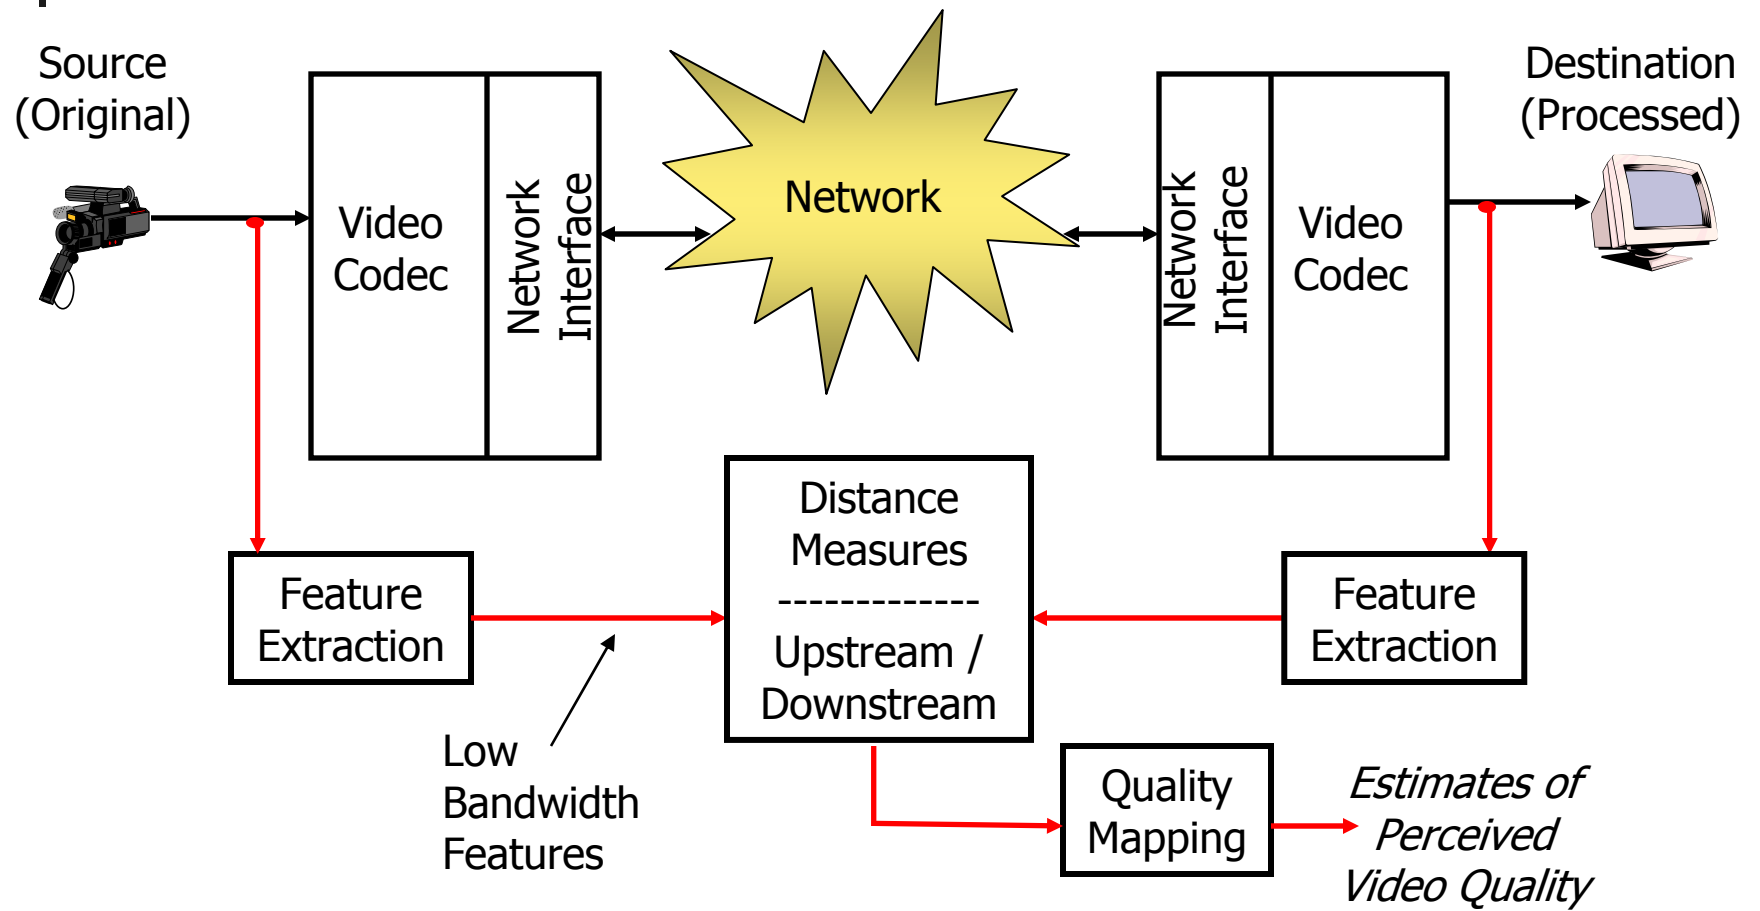 Source
(Original)
Destination
(Processed)
Video
Codec
Network
Interface
Network
Network
Interface
Video
Codec
Distance
Measures
-------------
Upstream /
Downstream
Feature
Extraction
Feature
Extraction
Low
Bandwidth
Features
Quality
Mapping
Estimates of
Perceived
Video Quality